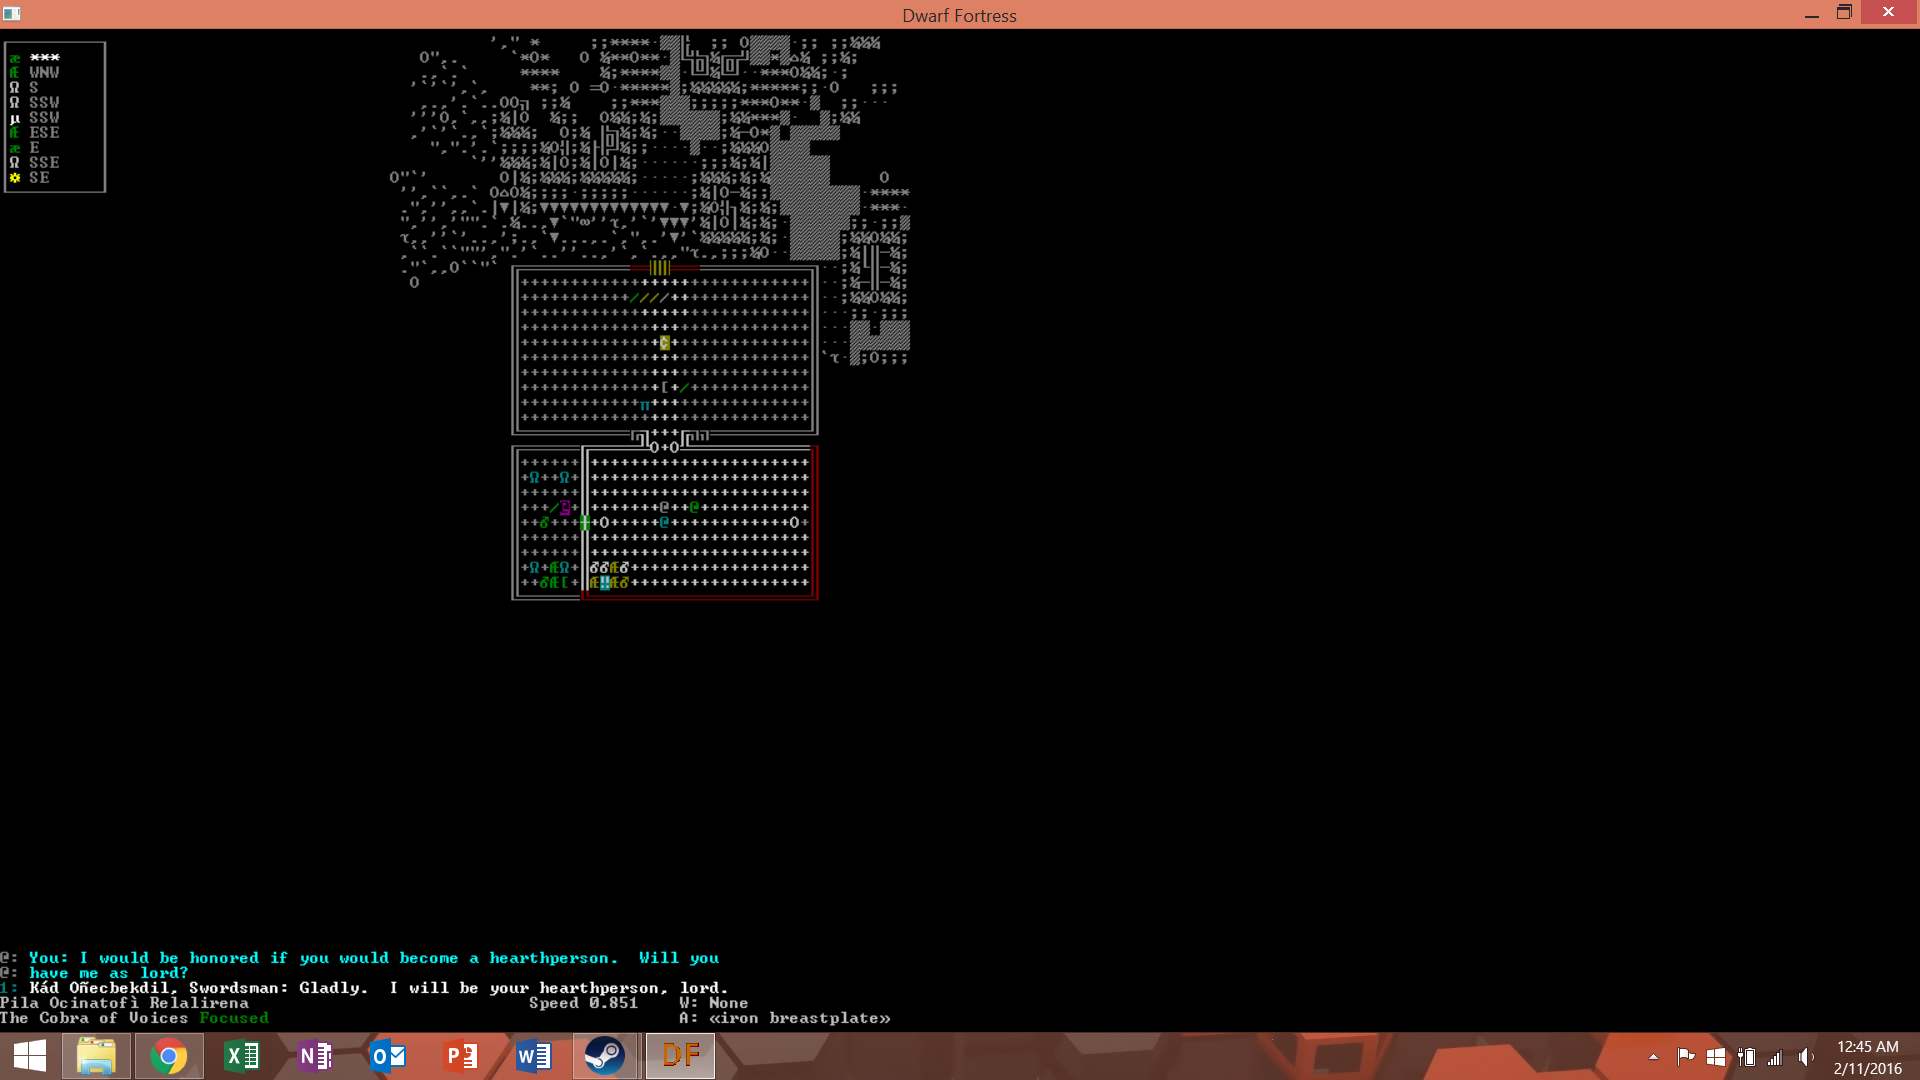 Dwarf Fortress
æ ***
Æ WNW
Ω S
Ω SSW
µ SSW
Æ ESE
æ E
Ω SSE
☼ SE
@: You: I would be honored if you would become a hearthperson.  Will you
@: have me as lord?
1: Kád Oñecbekdil, Swordsman: Gladly.  I will be your hearthperson, lord.
Pila Ocinatofì Relalirena Speed 0.851 W: None
The Cobra of Voices Focused A: «iron breastplate»
DF
12:45 AM
2/11/2016